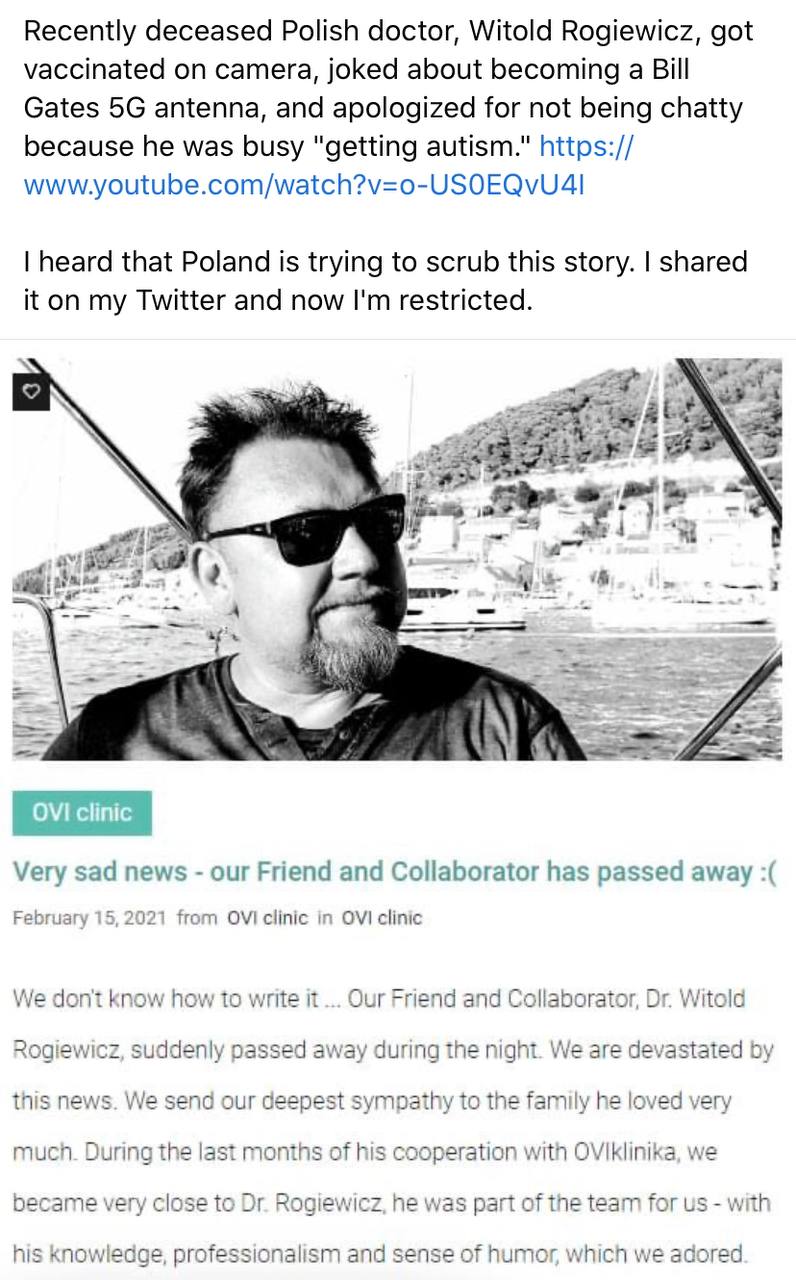 Recently deceased Polish doctor, Witold Rogiewicz, got
vaccinated on camera, joked about becoming a Bill
Gates 5G antenna, and apologized for not being chatty
because he was busy "getting autism." https://
www.youtube.com/watch?v=o-US0EQvU4I
I heard that Poland is trying to scrub this story. I shared
it on my Twitter and now I'm restricted.
OVI clinic
Very sad news - our Friend and Collaborator has passed away :(
February 15, 2021 from OVI clinic in OVI clinic
We don't know how to write it ... Our Friend and Collaborator, Dr. Witold
Rogiewicz, suddenly passed away during the night. We are devastated by
this news. We send our deepest sympathy to the family he loved very
much. During the last months of his cooperation with OVIklinika, we
became very close to Dr. Rogiewicz, he was part of the team for us - with
his knowledge, professionalism and sense of humor, which we adored.